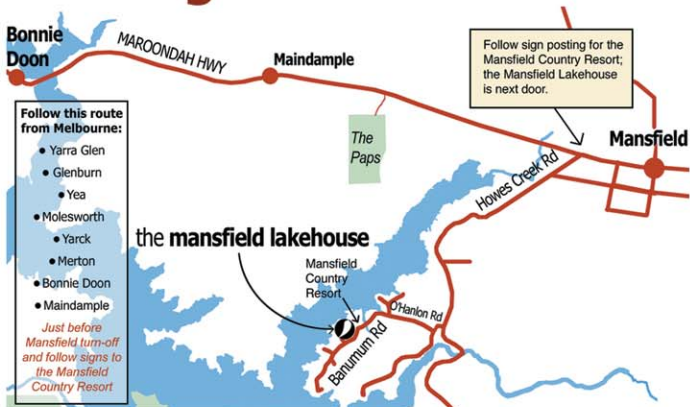 Bonnie
Doon
MAROONDAH HWY
Maindample
Follow sign posting for the
Mansfield Country Resort;
the Mansfield Lakehouse
is next door.
Mansfield
Follow this route
from Melbourne:
• Yarra Glen
• Glenburn
• Yea
• Molesworth
• Yarck
• Merton
• Bonnie Doon
• Maindample
Just before
Mansfield turn-off
and follow signs to
the Mansfield
Country Resort
The
Paps
Howes Creek Rd
the mansfield lakehouse
Mansfield
Country
Resort
O'Hanlon Rd
Banumum Rd